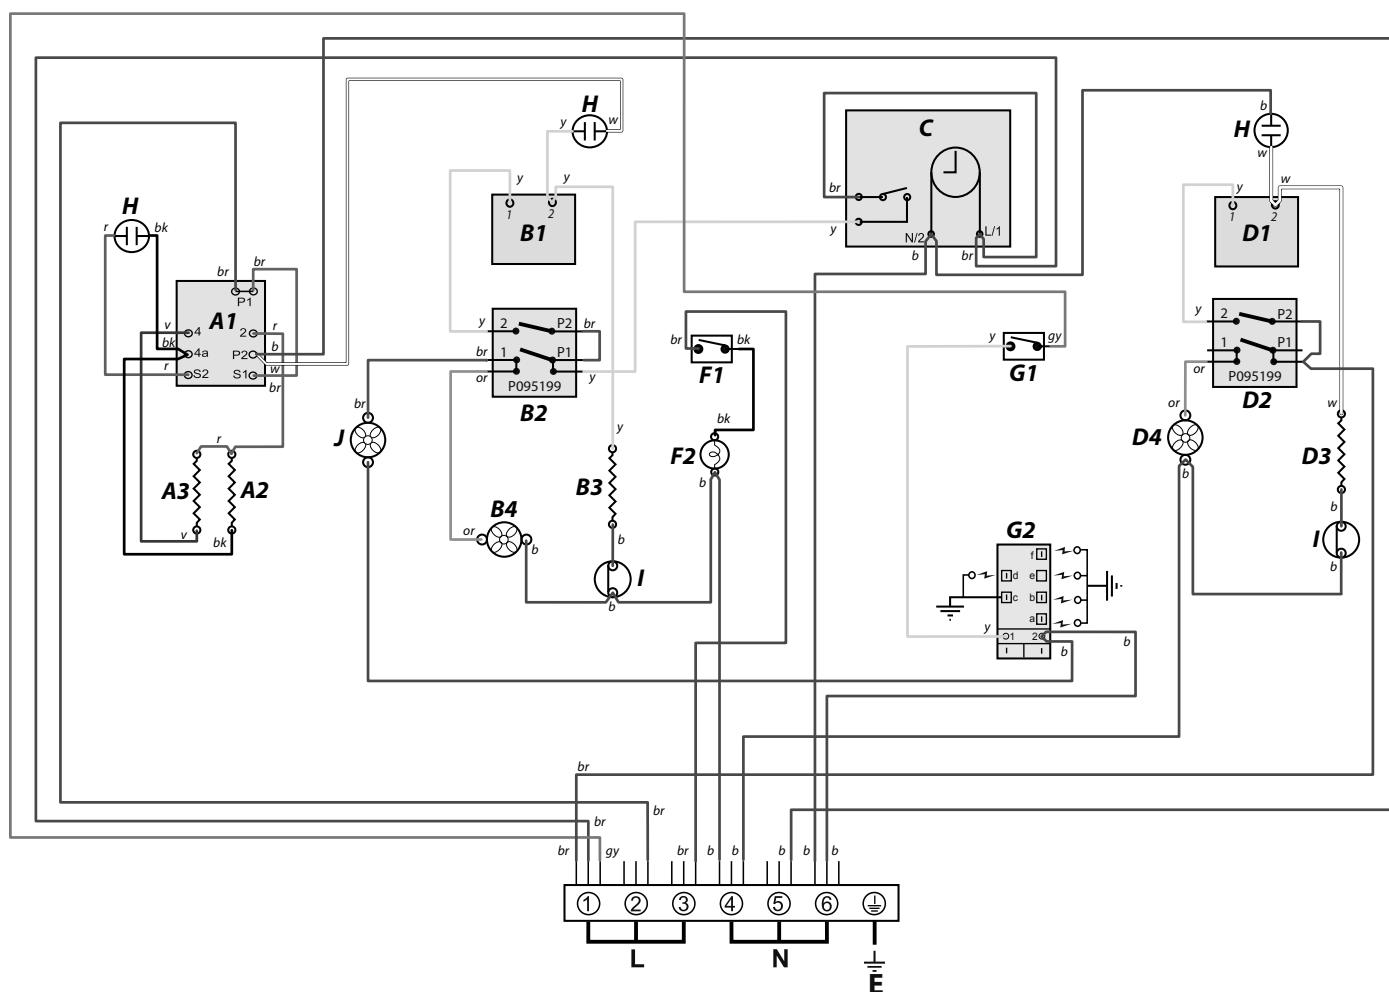 H
y
w
C
b
H
w
y
y
br
y
w
H
r
bk
1
2
B1
y
N/2
L/1
b
br
1
2
D1
br
br
P1
A1
v
4
2
r
bk
4a
P2
b
r
S2
S1
w
br
y
2
P2
br
br
1
P1
or
y
P095199
B2
br
bk
F1
y
gy
G1
y
2
P2
1
P1
or
P095199
D2
br
J
r
A3
A2
v
bk
y
B3
b
or
B4
b
I
b
bk
F2
b
or
D4
b
w
D3
b
I
b
G2
f
d
e
c
b
a
y
1
2
b
b
br
br
br
br
gy
br
b
b
b
b
b
1
2
3
4
5
6
L
N
E